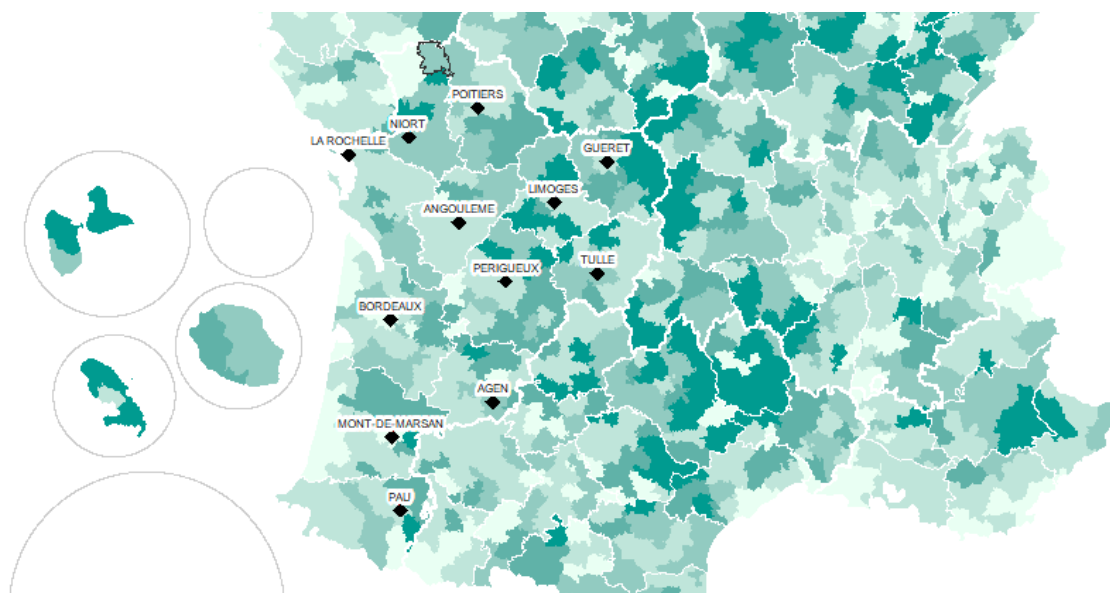 POITIERS
NIORT
LA ROCHELLE
GUERET
LIMOGES
ANGOULEME
PERIGUEUX
TULLE
BORDEAUX
AGEN
MONT-DE-MARSAN
PAU